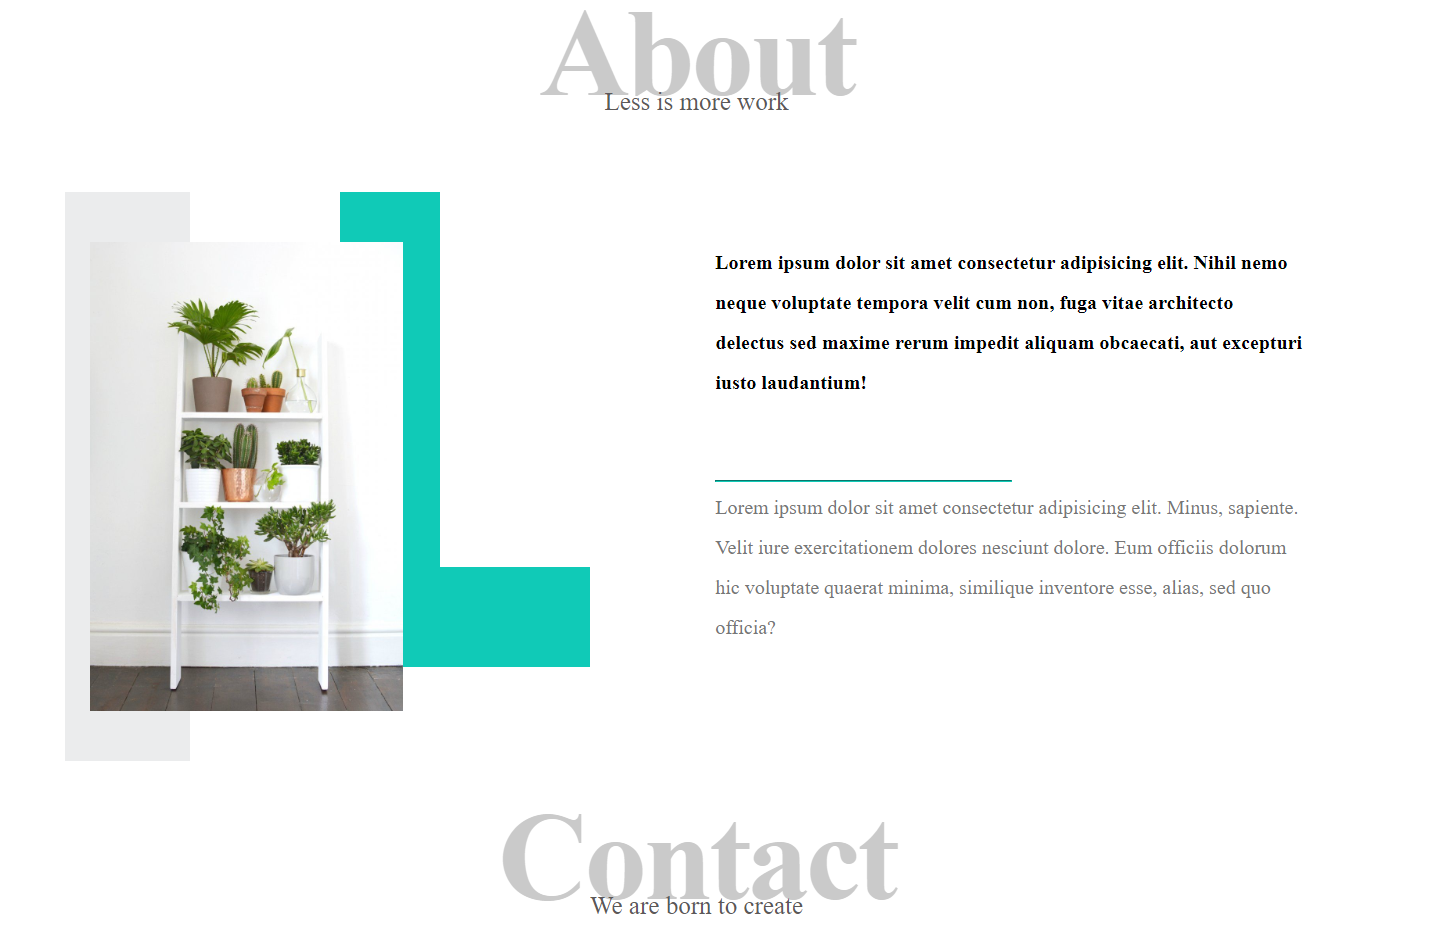 About
Less is more work
Lorem ipsum dolor sit amet consectetur adipisicing elit. Nihil nemo
neque voluptate tempora velit cum non, fuga vitae architecto
delectus sed maxime rerum impedit aliquam obcaecati, aut excepturi
iusto laudantium!
Lorem ipsum dolor sit amet consectetur adipisicing elit. Minus, sapiente.
Velit iure exercitationem dolores nesciunt dolore. Eum officiis dolorum
hic voluptate quaerat minima, similique inventore esse, alias, sed quo
officia?
Contact
We are born to create